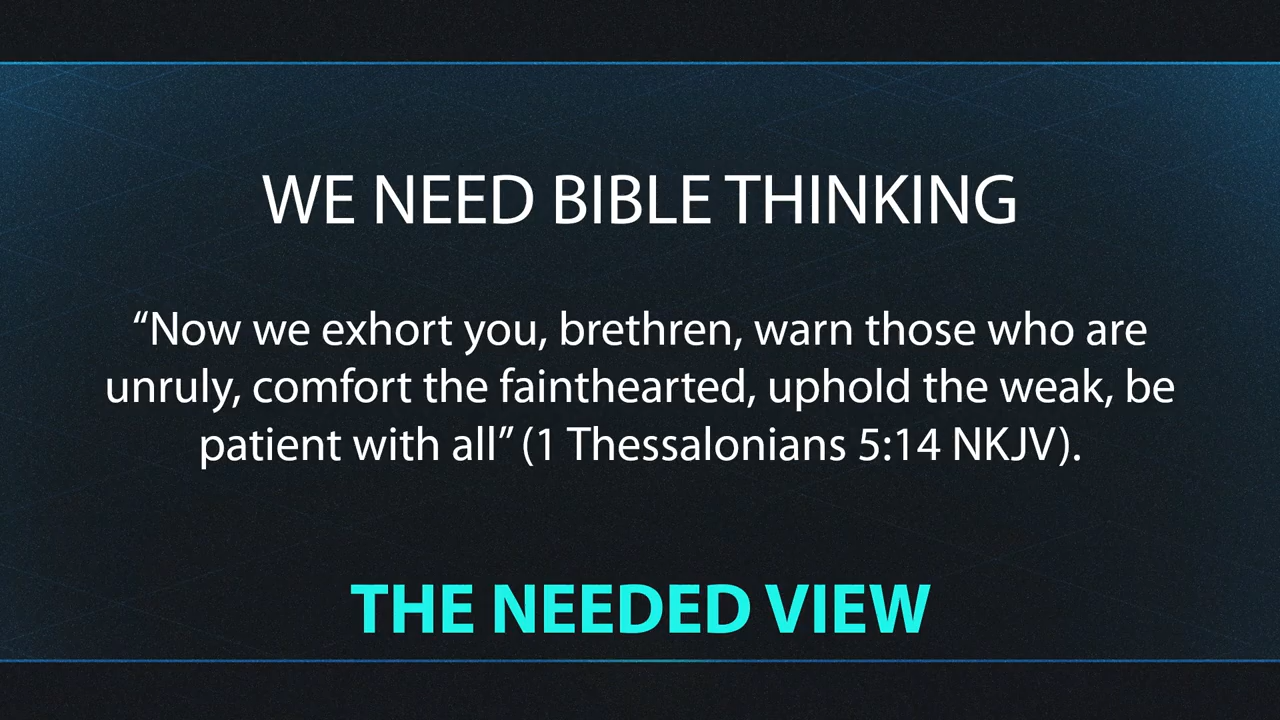 WE NEED BIBLE THINKING
“Now we exhort you, brethren, warn those who are
unruly, comfort the fainthearted, uphold the weak, be
patient with all” (1 Thessalonians 5:14 NKJV).
THE NEEDED VIEW